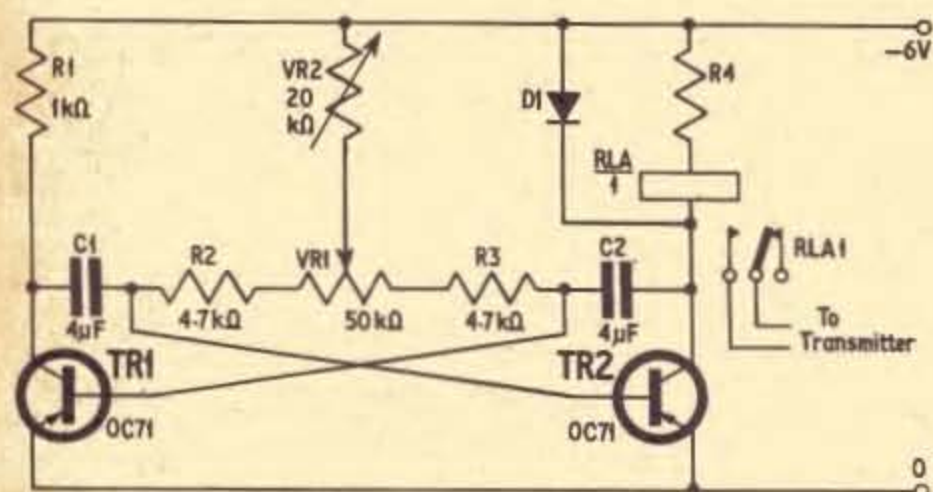 R1
1kΩ
VR2
20
kΩ
D1
R4
−6V
RLA
1
C1
4µF
R2
4·7kΩ
VR1
50kΩ
R3
4·7kΩ
C2
4µF
RLA1
To
Transmitter
TR1
OC71
TR2
OC71
0